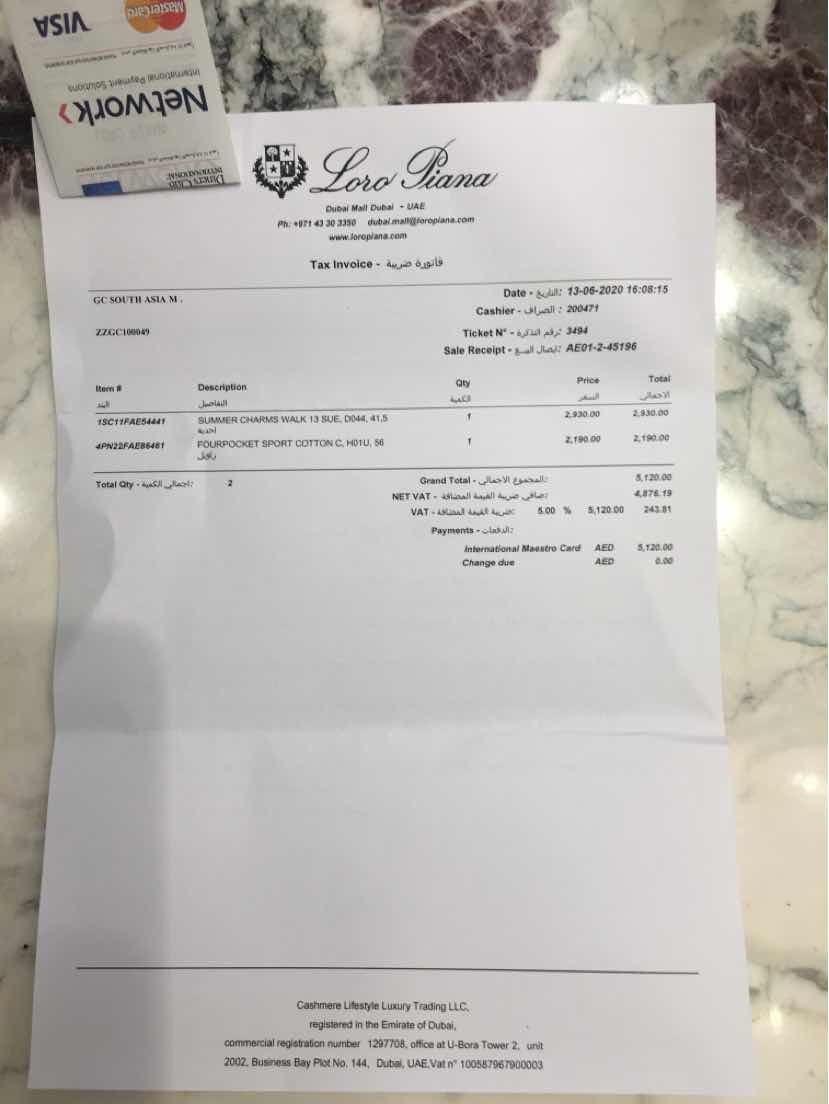 VISA
MasterCard
International Payment Solutions
Network>
Diners Club
INTERNATIONAL
Loro Piana
Dubai Mall Dubai - UAE
Ph: +971 43 30 3350 dubai.mall@loropiana.com
www.loropiana.com
Tax Invoice - فاتورة ضريبة
GC SOUTH ASIA M .
Date - التاريخ: 13-06-2020 16:08:15
Cashier - الصراف : 200471
ZZGC100049
Ticket N° - رقم التذكرة: 3494
Sale Receipt - ايصال البيع: AE01-2-45196
Item # Description Qty Price Total
البند التفاصيل الكمية السعر الاجمالي
1SC11FAE54441 SUMMER CHARMS WALK 13 SUE, D044, 41,5 1 2,930.00 2,930.00
احذية
4PN22FAE86461 FOURPOCKET SPORT COTTON C, H01U, 56 1 2,190.00 2,190.00
Total Qty - اجمالي الكمية: 2 Grand Total - المجموع الاجمالي: 5,120.00
NET VAT - صافي ضريبة القيمة المضافة: 4,876.19
VAT - ضريبة القيمة المضافة: 5.00 % 5,120.00 243.81
Payments - الدفعات:
International Maestro Card AED 5,120.00
Change due AED 0.00
Cashmere Lifestyle Luxury Trading LLC,
registered in the Emirate of Dubai,
commercial registration number 1297708, office at U-Bora Tower 2, unit
2002, Business Bay Plot No. 144, Dubai, UAE,Vat n° 100587967900003